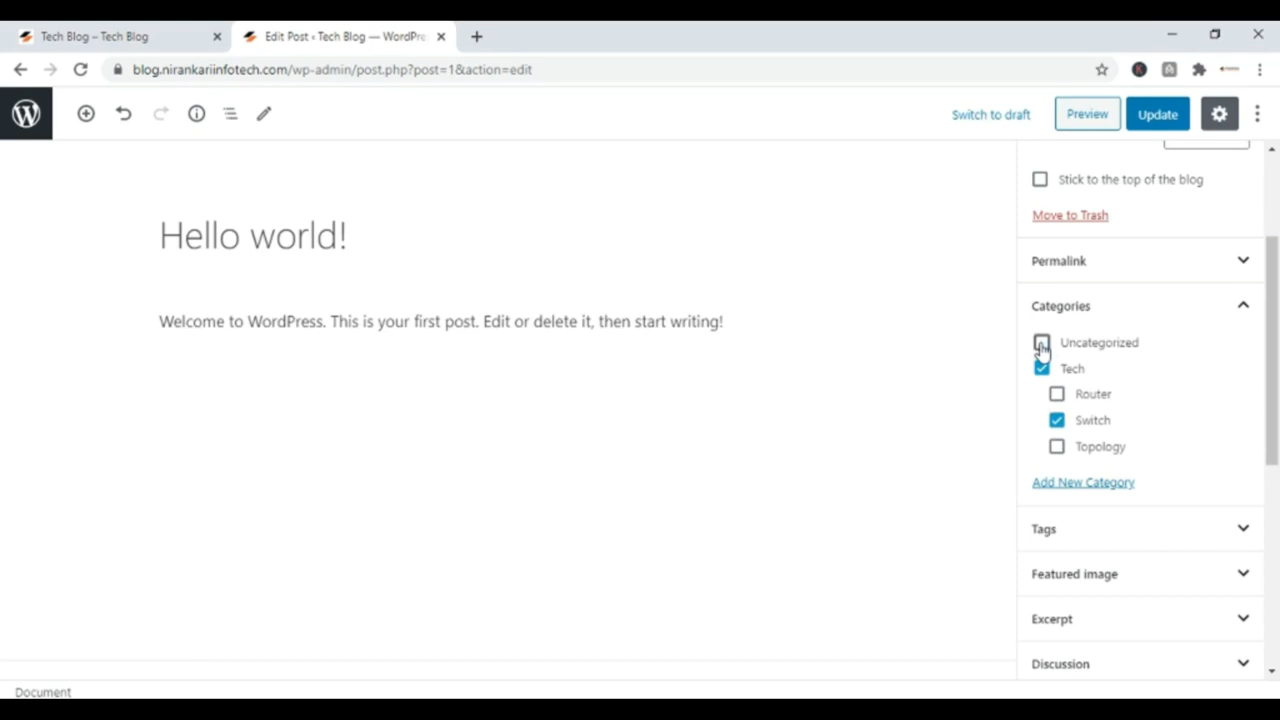 Tech Blog – Tech Blog
Edit Post ‹ Tech Blog — WordPre
blog.nirankariinfotech.com/wp-admin/post.php?post=1&action=edit
Switch to draft
Preview
Update
Stick to the top of the blog
Move to Trash
Hello world!
Permalink
Categories
Welcome to WordPress. This is your first post. Edit or delete it, then start writing!
Uncategorized
Tech
Router
Switch
Topology
Add New Category
Tags
Featured image
Excerpt
Discussion
Document